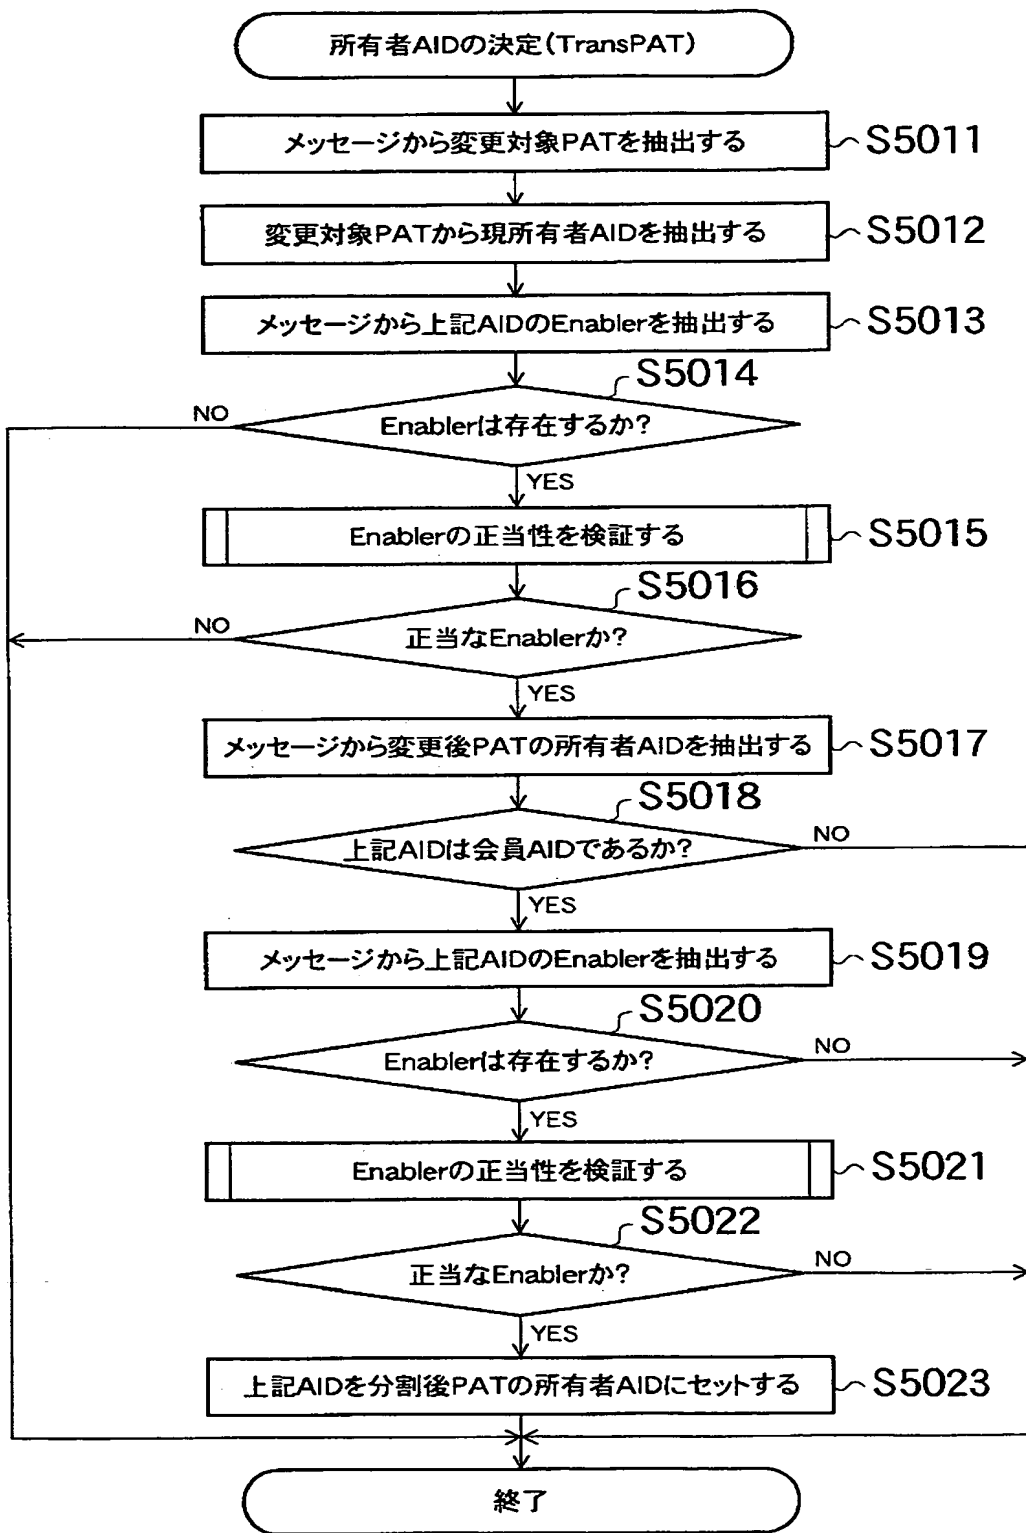 所有者AIDの決定(TransPAT)
メッセージから変更対象PATを抽出する
S5011
変更対象PATから現所有者AIDを抽出する
S5012
メッセージから上記AIDのEnablerを抽出する
S5013
S5014
NO
Enablerは存在するか?
YES
Enablerの正当性を検証する
S5015
S5016
NO
正当なEnablerか?
YES
メッセージから変更後PATの所有者AIDを抽出する
S5017
S5018
上記AIDは会員AIDであるか?
NO
YES
メッセージから上記AIDのEnablerを抽出する
S5019
S5020
Enablerは存在するか?
NO
YES
Enablerの正当性を検証する
S5021
S5022
正当なEnablerか?
NO
YES
上記AIDを分割後PATの所有者AIDにセットする
S5023
終了